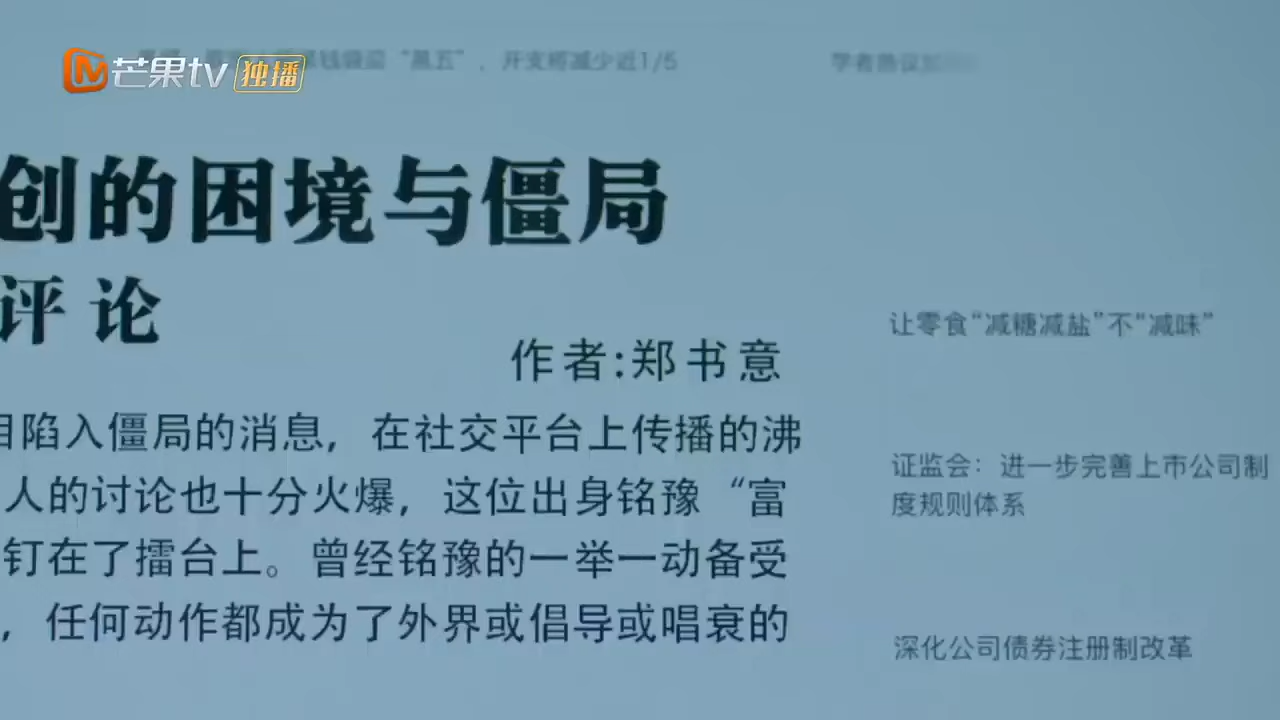 芒果tv 独播
钱袋迎“黑五”，开支将减少近1/5
学者热议
创的困境与僵局
评论
作者:郑书意
目陷入僵局的消息，在社交平台上传播的沸
人的讨论也十分火爆，这位出身铭豫“富
钉在了擂台上。曾经铭豫的一举一动备受
，任何动作都成为了外界或倡导或唱衰的
让零食“减糖减盐”不“减味”
证监会：进一步完善上市公司制
度规则体系
深化公司债券注册制改革